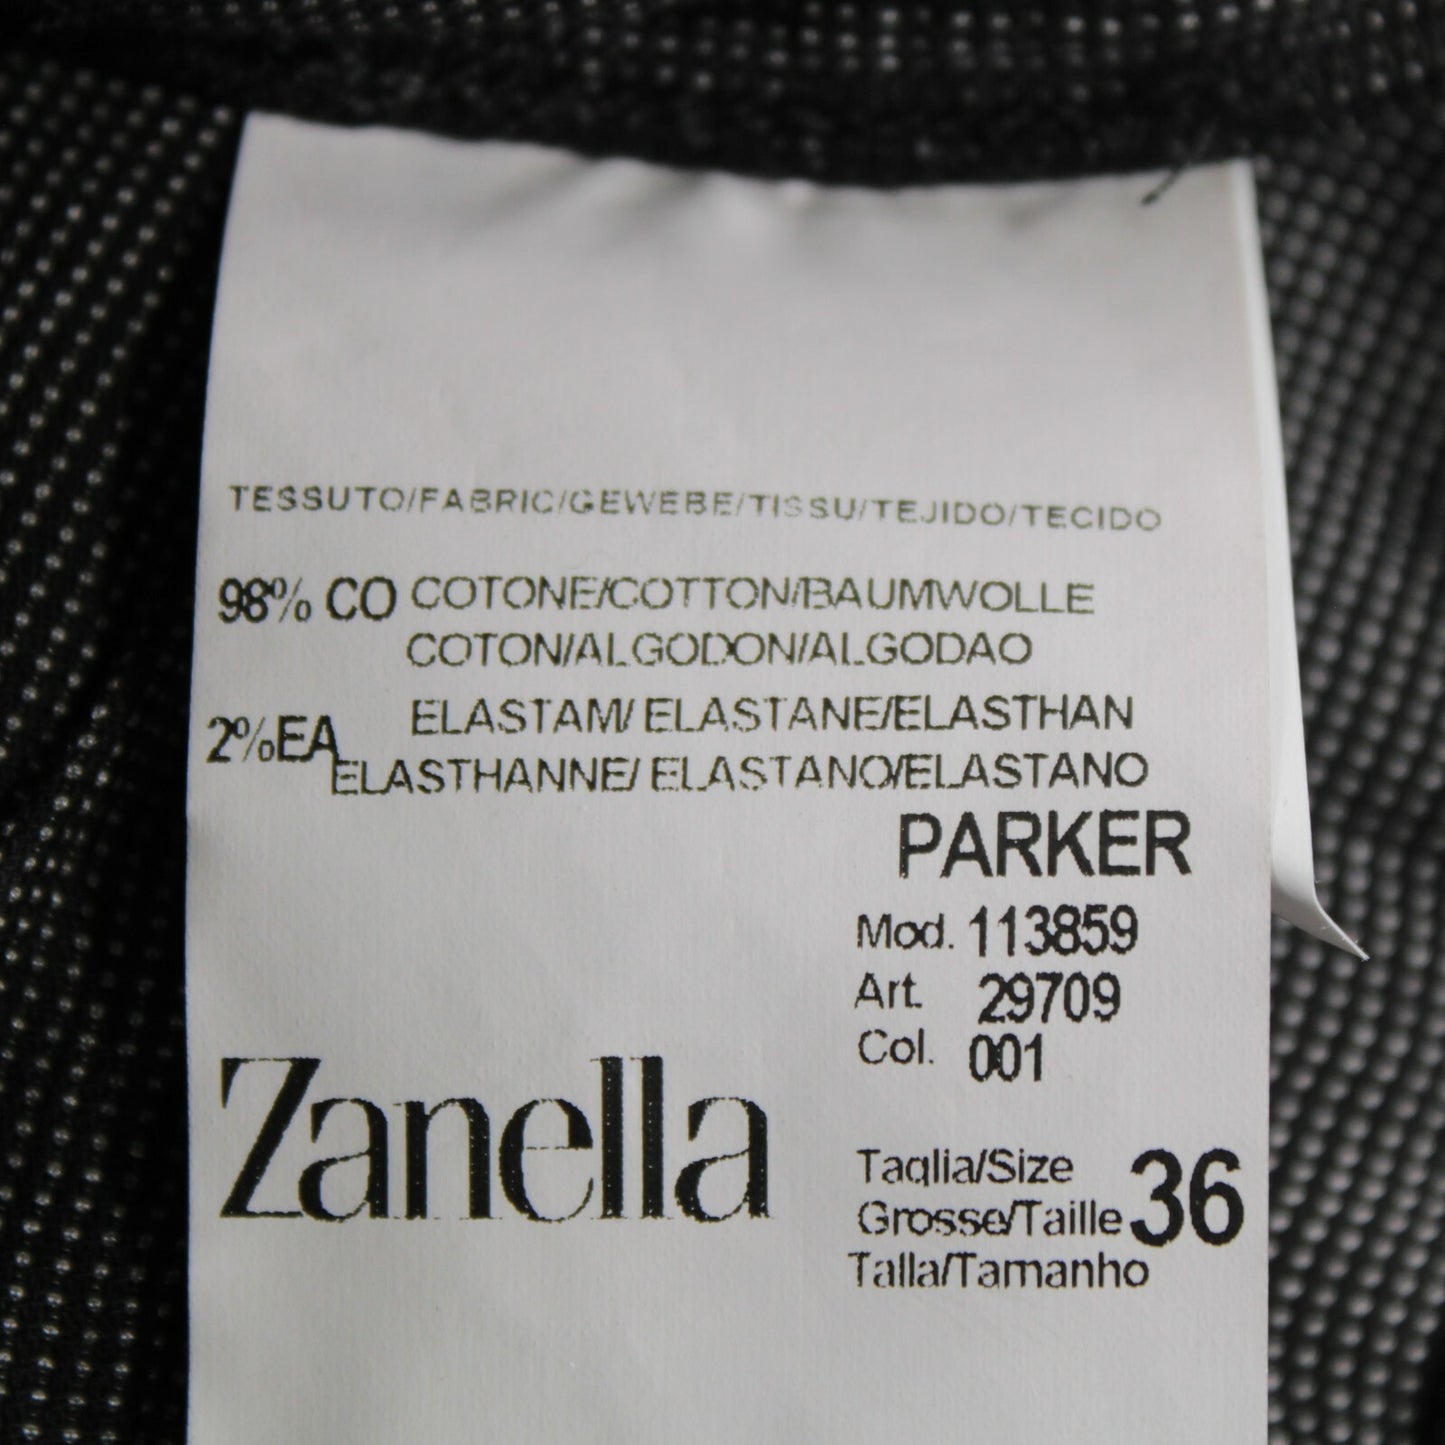 TESSUTO/FABRIC/GEWEBE/TISSU/TEJIDO/TECIDO
98% CO COTONE/COTTON/BAUMWOLLE
COTON/ALGODON/ALGODAO
2%EA ELASTAM/ ELASTANE/ELASTHAN
ELASTHANNE/ ELASTANO/ELASTANO
PARKER
Mod. 113859
Art. 29709
Col. 001
Zanella
Taglia/Size
Grosse/Taille 36
Talla/Tamanho